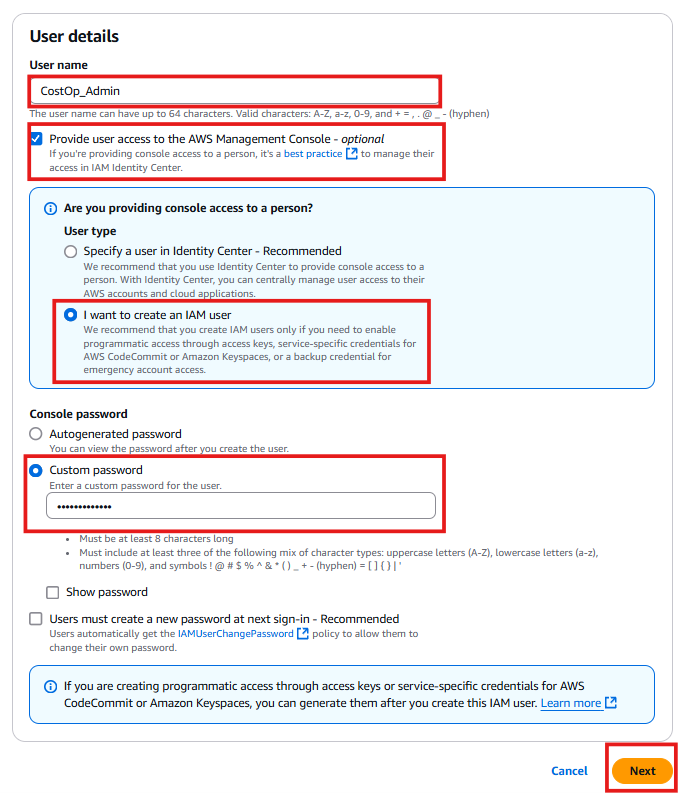 User details
User name
CostOp_Admin
The user name can have up to 64 characters. Valid characters: A-Z, a-z, 0-9, and + = , . @ _ - (hyphen)
Provide user access to the AWS Management Console - optional
If you're providing console access to a person, it's a best practice to manage their
access in IAM Identity Center.
Are you providing console access to a person?
User type
Specify a user in Identity Center - Recommended
We recommend that you use Identity Center to provide console access to a
person. With Identity Center, you can centrally manage user access to their
AWS accounts and cloud applications.
I want to create an IAM user
We recommend that you create IAM users only if you need to enable
programmatic access through access keys, service-specific credentials for
AWS CodeCommit or Amazon Keyspaces, or a backup credential for
emergency account access.
Console password
Autogenerated password
You can view the password after you create the user.
Custom password
Enter a custom password for the user.
•••••••••••••
• Must be at least 8 characters long
• Must include at least three of the following mix of character types: uppercase letters (A-Z), lowercase letters (a-z),
numbers (0-9), and symbols ! @ # $ % ^ & * ( ) _ + - (hyphen) = [ ] { } | '
Show password
Users must create a new password at next sign-in - Recommended
Users automatically get the IAMUserChangePassword policy to allow them to
change their own password.
If you are creating programmatic access through access keys or service-specific credentials for AWS
CodeCommit or Amazon Keyspaces, you can generate them after you create this IAM user. Learn more
Cancel
Next